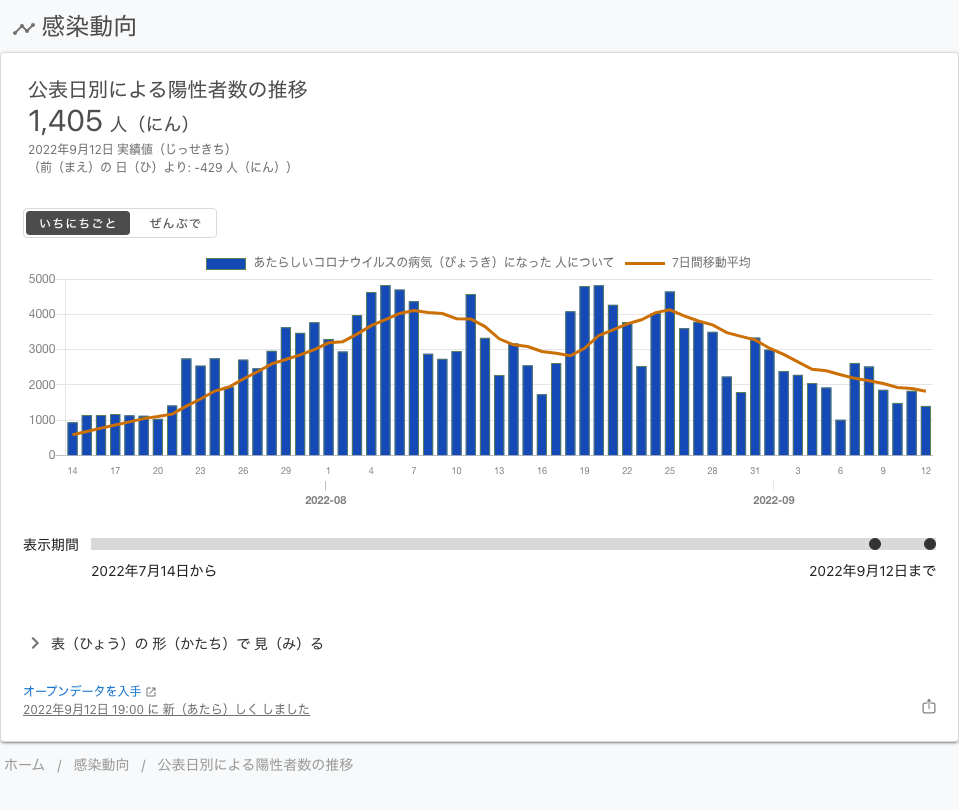 感染動向
公表日別による陽性者数の推移
1,405 人（にん）
2022年9月12日 実績値（じっせきち）
（前（まえ）の 日（ひ）より: -429 人（にん））
いちにちごと ぜんぶで
あたらしいコロナウイルスの病気（びょうき）になった 人について 7日間移動平均
5000
4000
3000
2000
1000
0
14 17 20 23 26 29 1 4 7 10 13 16 19 22 25 28 31 3 6 9 12
2022-08 2022-09
表示期間
2022年7月14日から 2022年9月12日まで
表（ひょう）の 形（かたち）で 見（み）る
オープンデータを入手
2022年9月12日 19:00 に 新（あたら）しく しました
ホーム / 感染動向 / 公表日別による陽性者数の推移